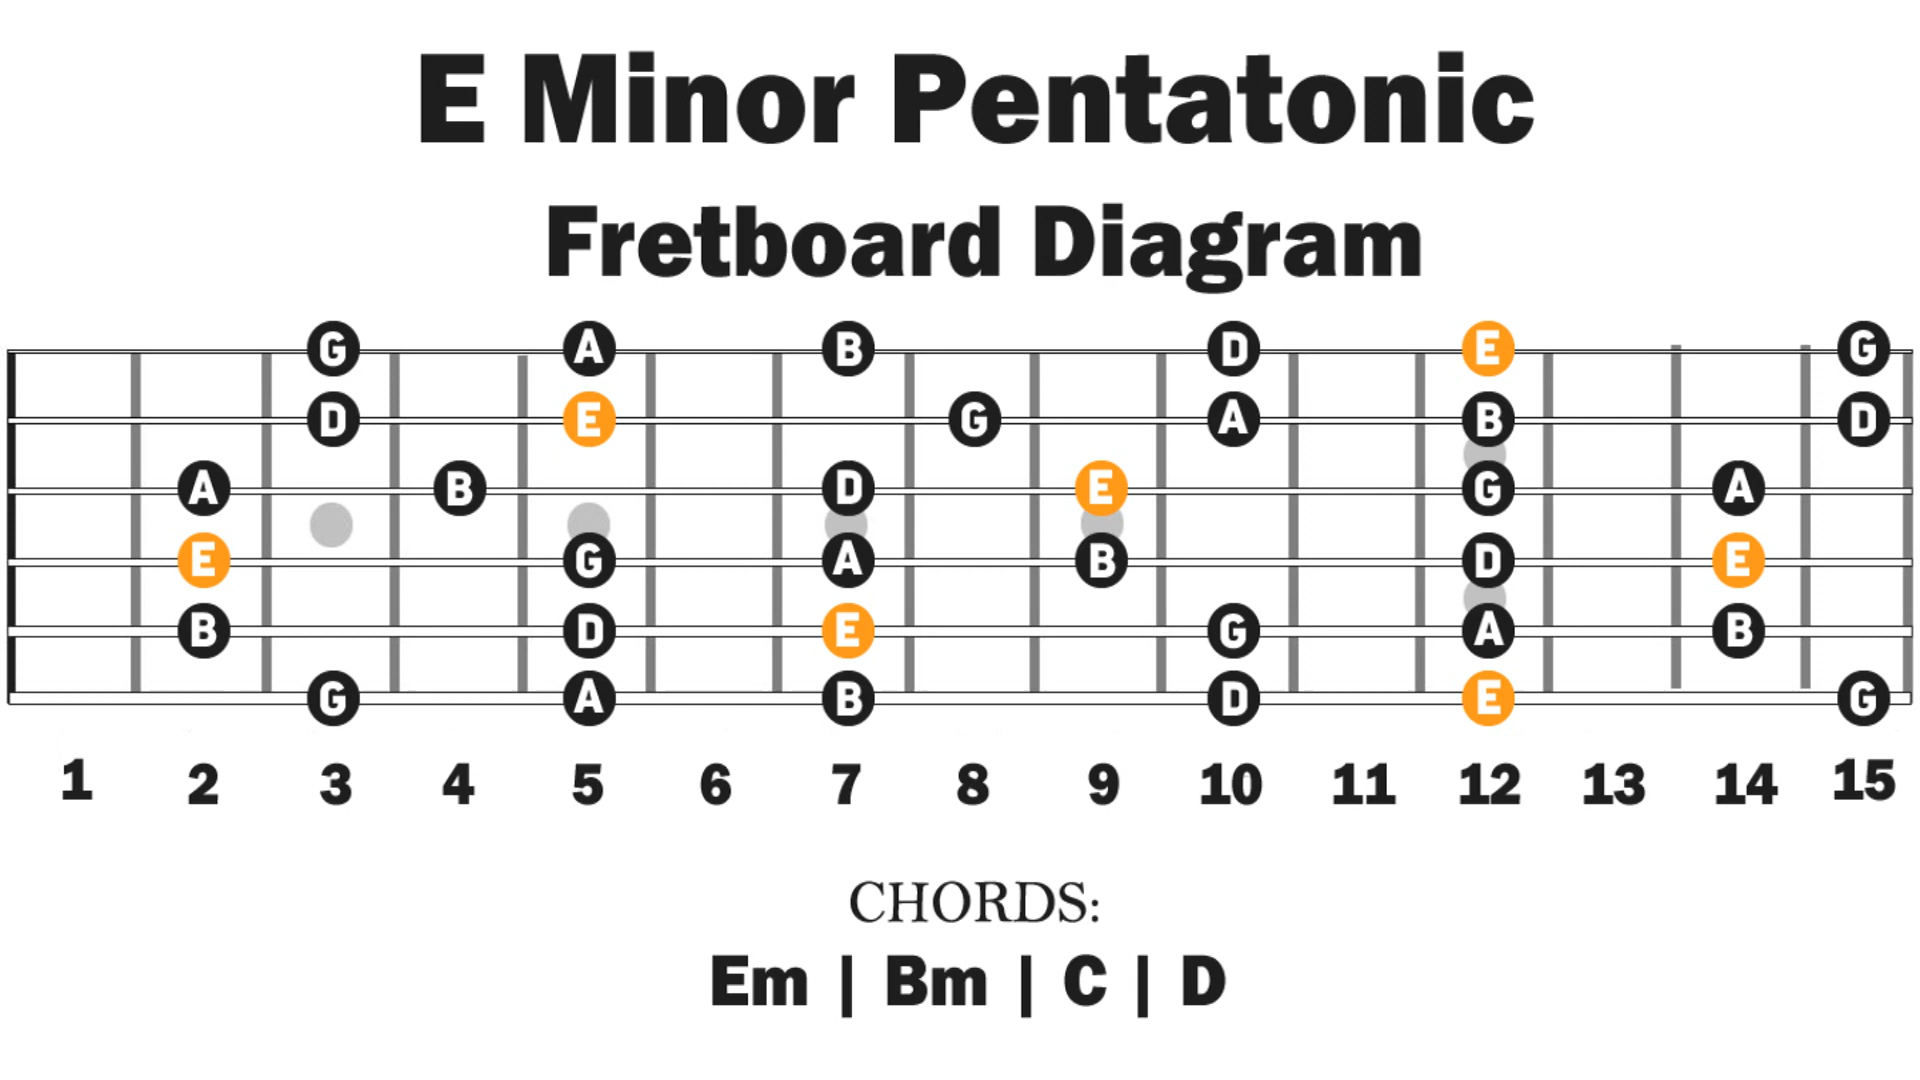 E Minor Pentatonic
Fretboard Diagram
G A B D E G
D E G A B D
A B D E G A
E G A B D E
B D E G A B
G A B D E G
1 2 3 4 5 6 7 8 9 10 11 12 13 14 15
CHORDS:
Em | Bm | C | D